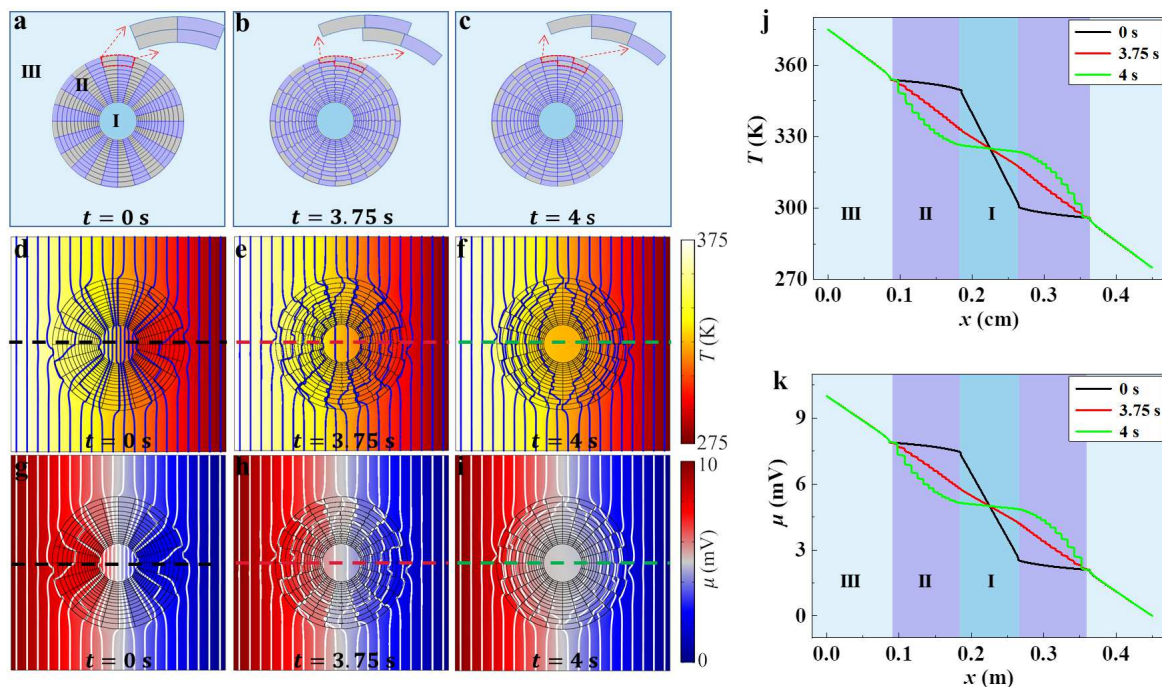 a
III
II
I
t = 0 s
b
t = 3.75 s
c
t = 4 s
d
t = 0 s
e
t = 3.75 s
f
t = 4 s
375
T (K)
275
g
t = 0 s
h
t = 3.75 s
i
t = 4 s
10
μ (mV)
0
j
0 s
3.75 s
4 s
360
330
300
270
T (K)
III II I
0.0 0.1 0.2 0.3 0.4
x (cm)
k
0 s
3.75 s
4 s
9
6
3
0
μ (mV)
III II I
0.0 0.1 0.2 0.3 0.4
x (m)